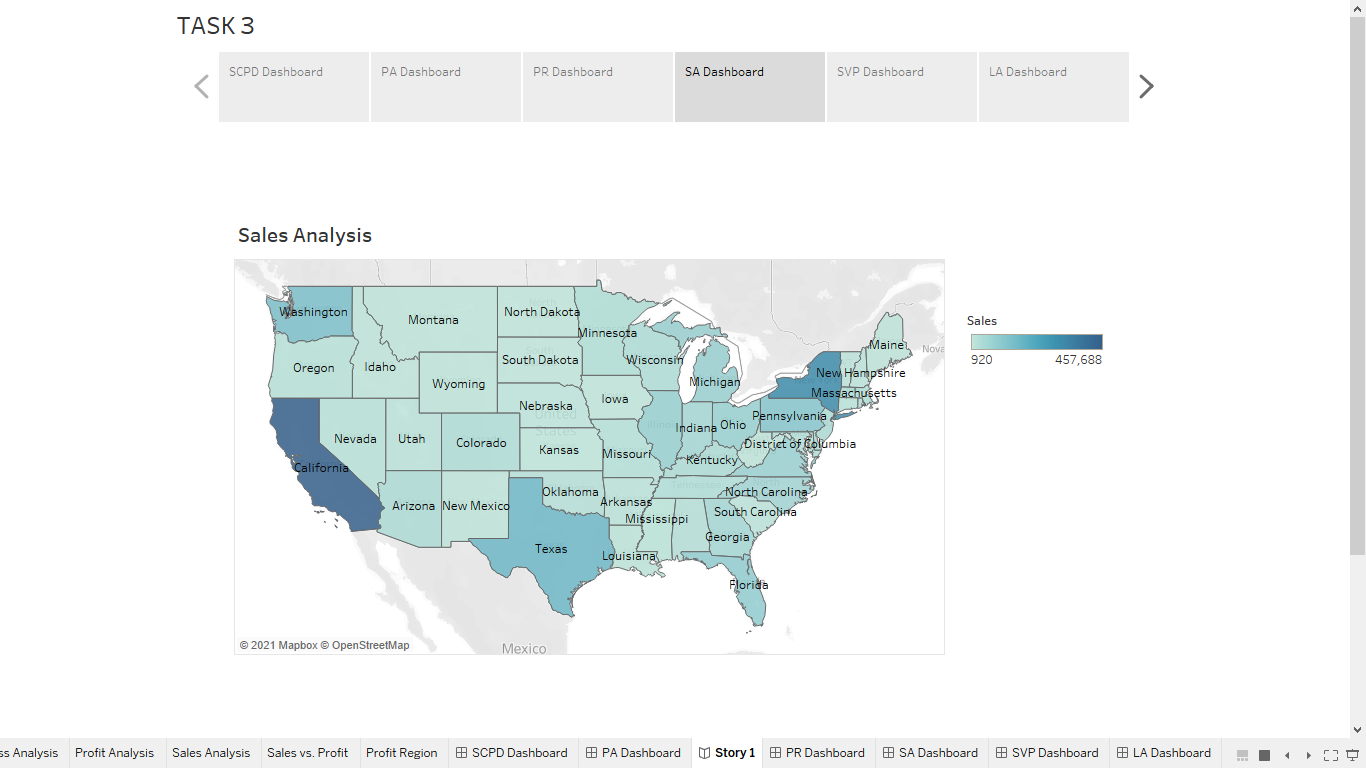 TASK 3
SCPD Dashboard
PA Dashboard
PR Dashboard
SA Dashboard
SVP Dashboard
LA Dashboard
Sales Analysis
Washington
Montana
North Dakota
Minnesota
Maine
Nova
Oregon
Idaho
South Dakota
Wisconsin
Wyoming
Michigan
New Hampshire
Massachusetts
Nebraska
Iowa
United
States
Pennsylvania
Nevada
Utah
Colorado
Kansas
Missouri
Illinois
Indiana
Ohio
District of Columbia
California
Kentucky
Arizona
New Mexico
Oklahoma
Arkansas
Tennessee
North Carolina
Mississippi
South Carolina
Georgia
Texas
Louisiana
Florida
Mexico
© 2021 Mapbox © OpenStreetMap
Sales
920 457,688
ss Analysis
Profit Analysis
Sales Analysis
Sales vs. Profit
Profit Region
SCPD Dashboard
PA Dashboard
Story 1
PR Dashboard
SA Dashboard
SVP Dashboard
LA Dashboard